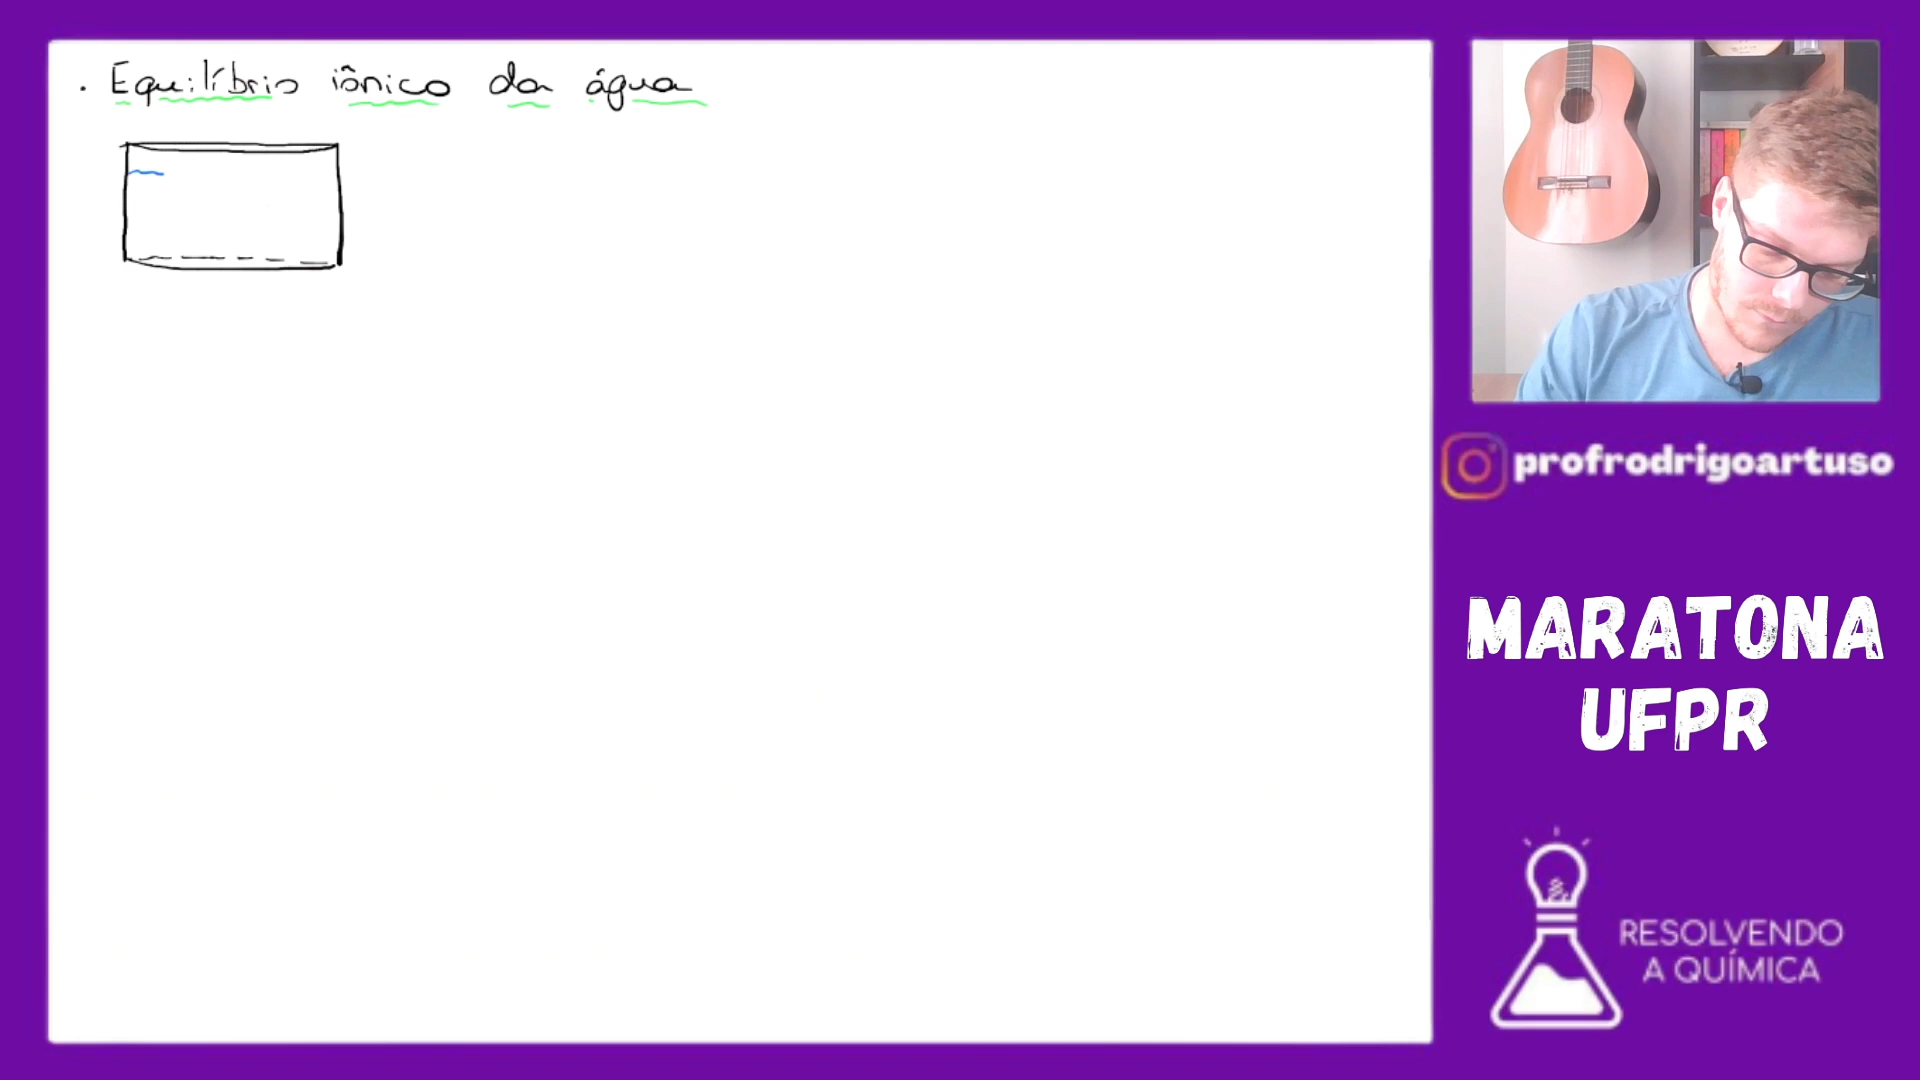 . Equilíbrio iônico da água
profrodrigoartuso
MARATONA
UFPR
RESOLVENDO
A QUÍMICA